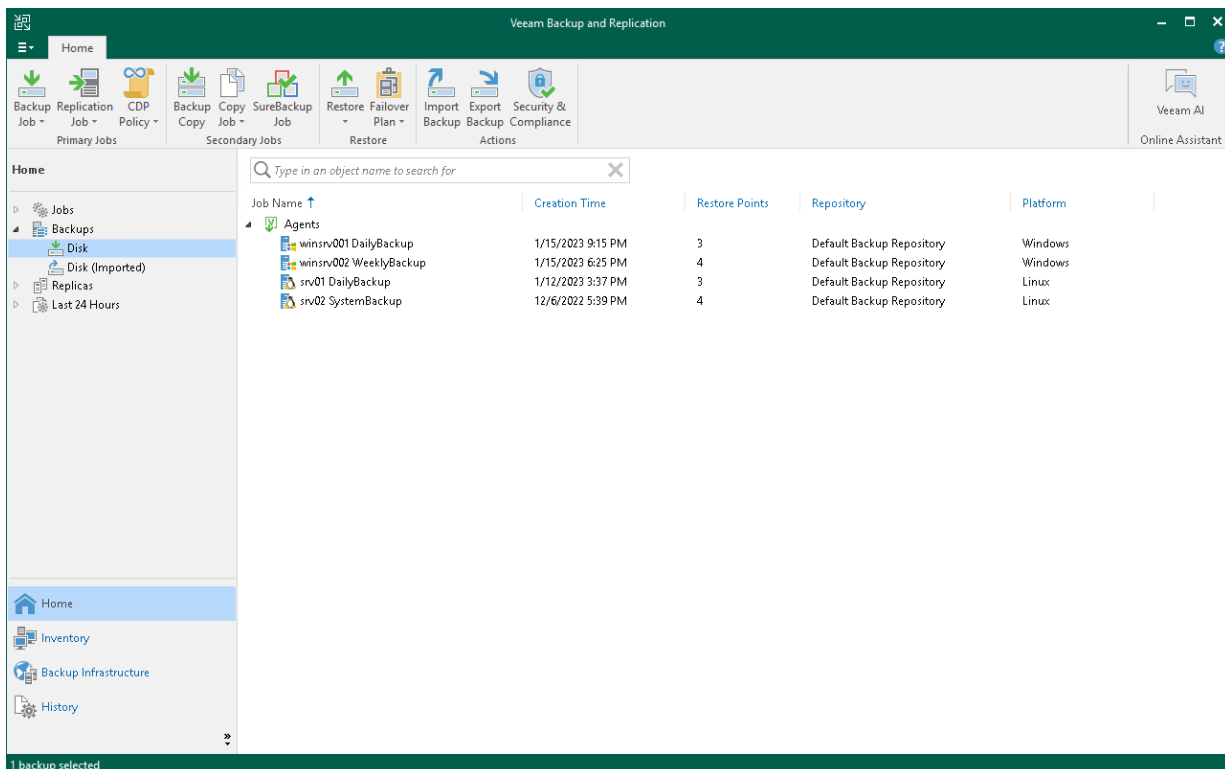 Veeam Backup and Replication
Home
Backup Job
Replication Job
CDP Policy
Primary Jobs
Backup Copy
Copy Job
SureBackup Job
Secondary Jobs
Restore
Failover Plan
Restore
Import Backup
Export Backup
Security & Compliance
Actions
Veeam AI
Online Assistant
Home
Jobs
Backups
Disk
Disk (Imported)
Replicas
Last 24 Hours
Type in an object name to search for
Job Name Creation Time Restore Points Repository Platform
Agents
winsrv001 DailyBackup 1/15/2023 9:15 PM 3 Default Backup Repository Windows
winsrv002 WeeklyBackup 1/15/2023 6:25 PM 4 Default Backup Repository Windows
srv01 DailyBackup 1/12/2023 3:37 PM 3 Default Backup Repository Linux
srv02 SystemBackup 12/6/2022 5:39 PM 4 Default Backup Repository Linux
Home
Inventory
Backup Infrastructure
History
1 backup selected